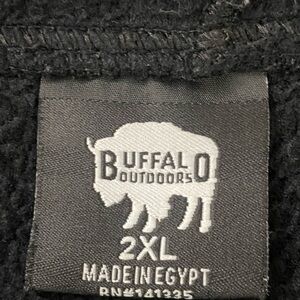 BUFFALO
OUTDOORS
2XL
MADE IN EGYPT
RN#141335